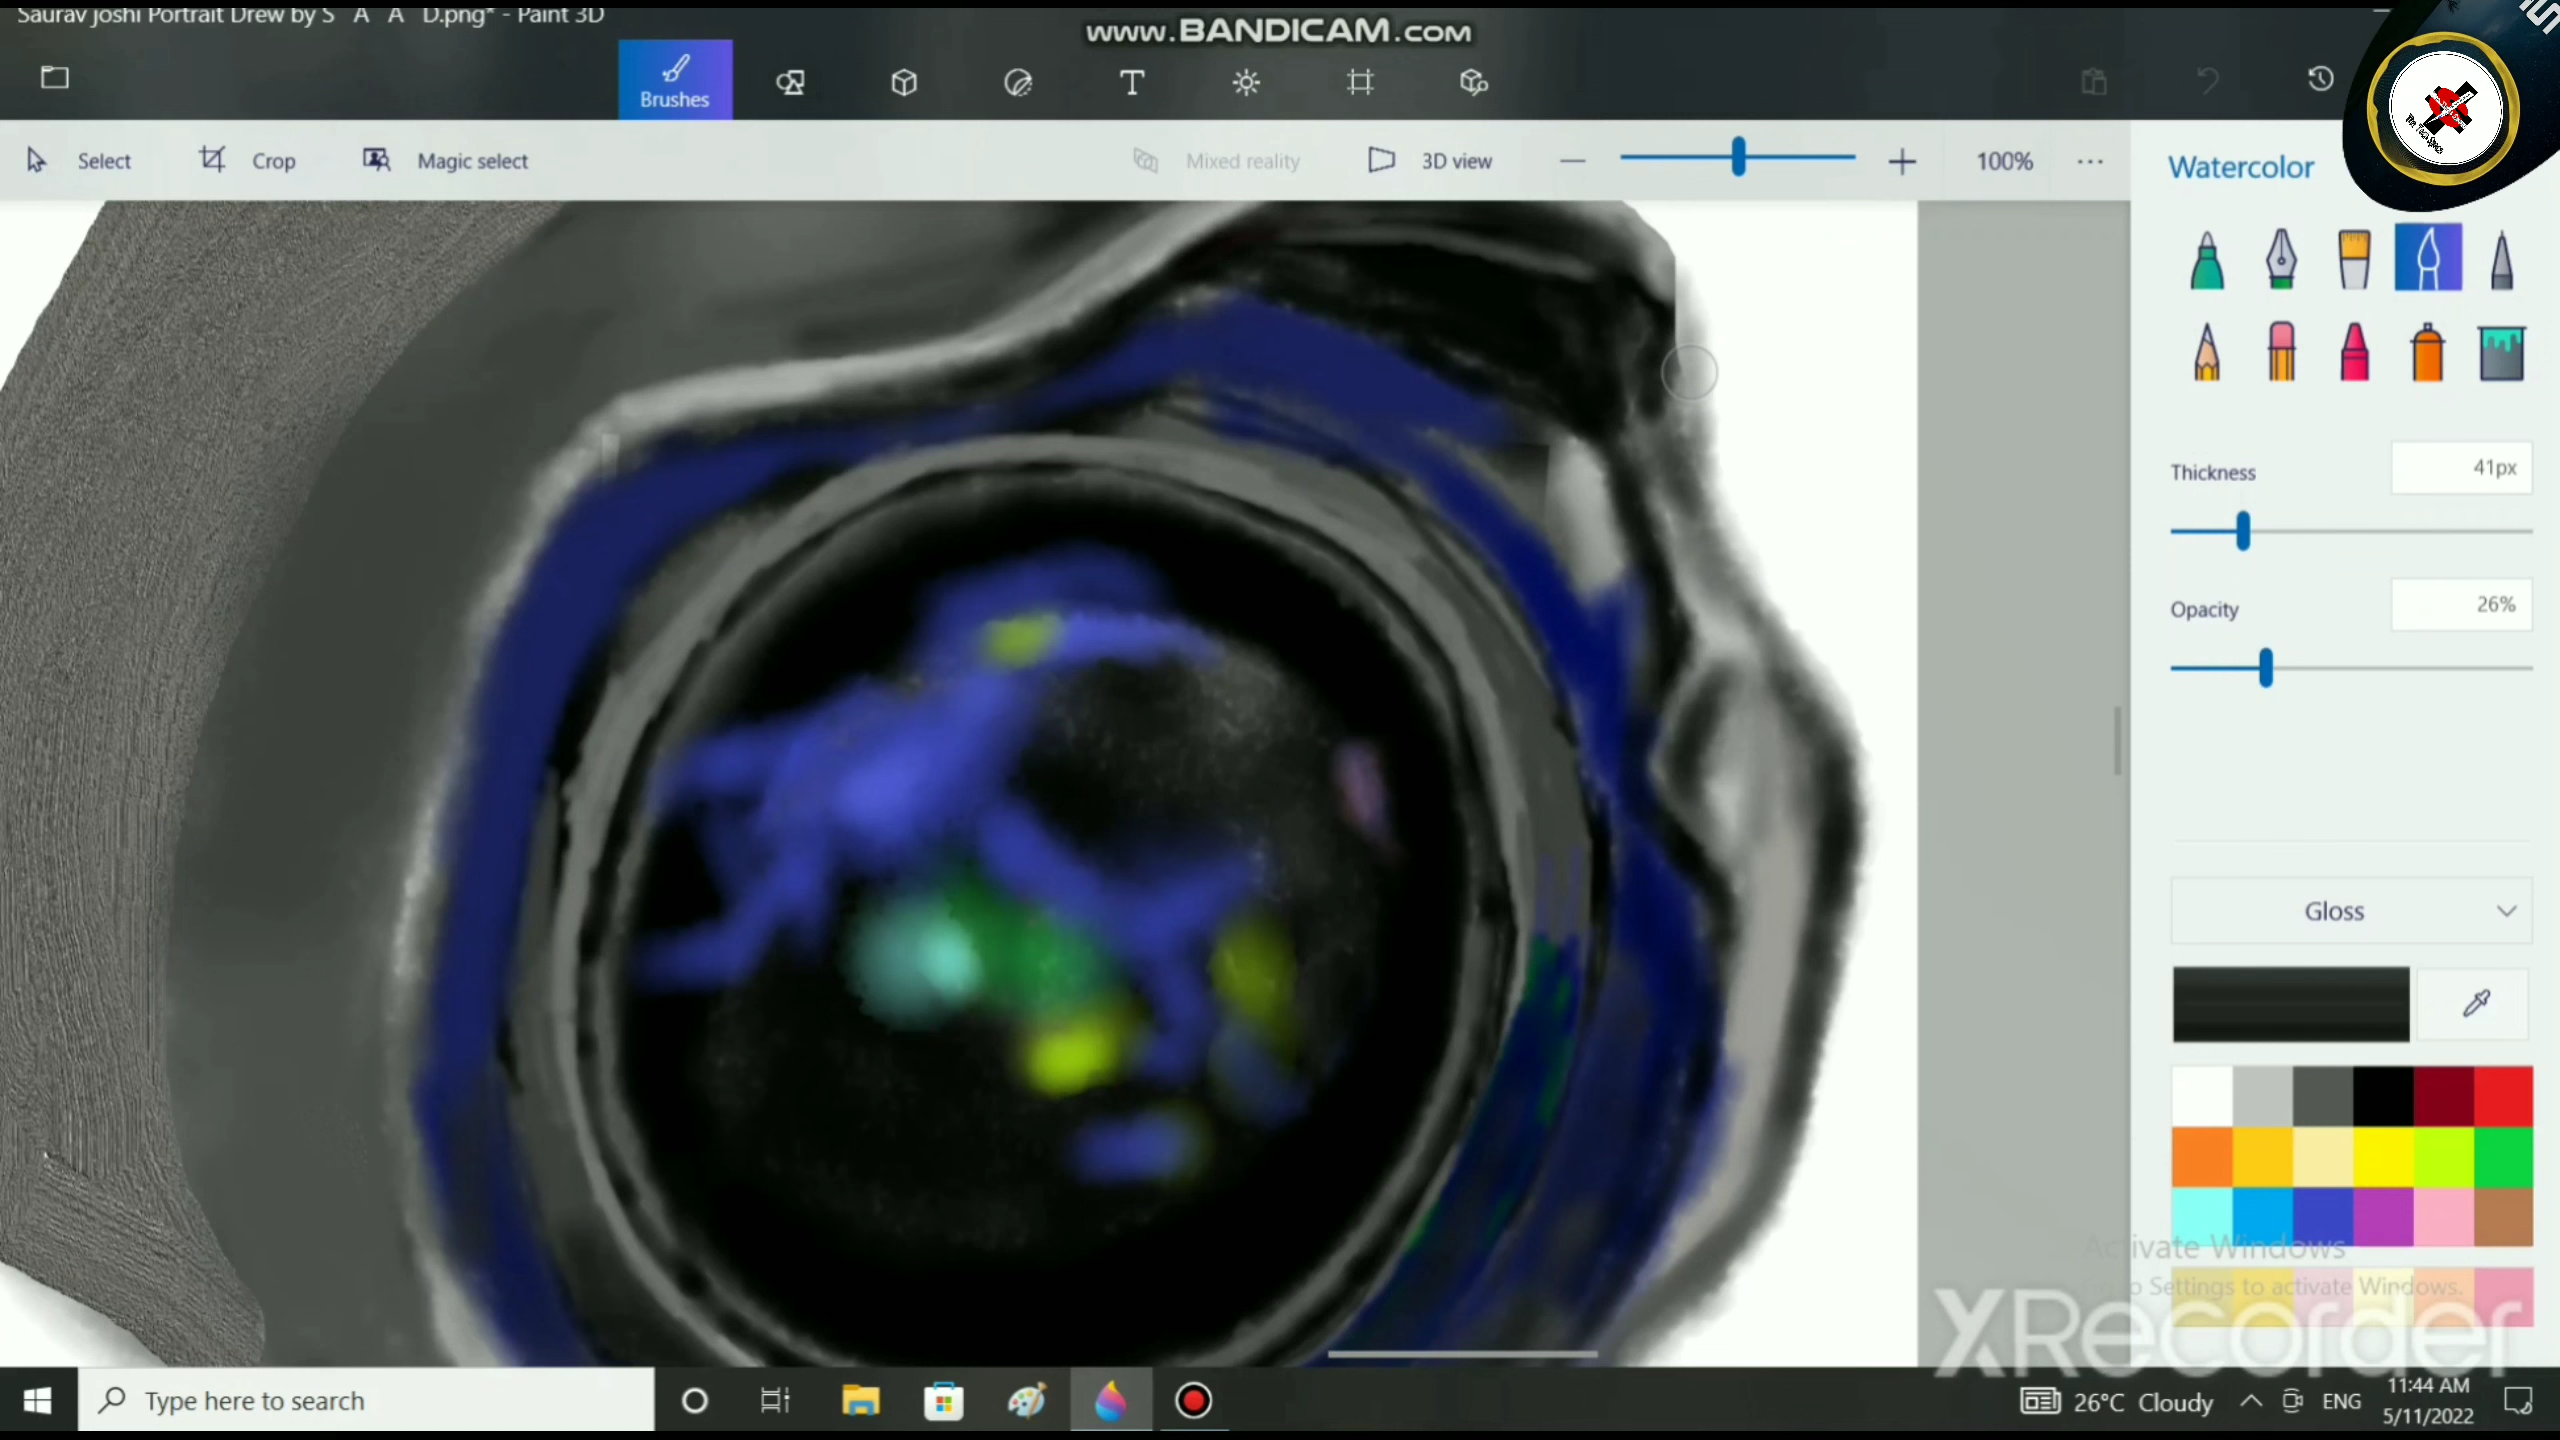 Saurav joshi Portrait Drew by S A A D.png* - Paint 3D
www.BANDICAM.com
Brushes
Select
Crop
Magic select
Mixed reality
3D view
100%
Watercolor
Thickness
41px
Opacity
26%
Gloss
Activate Windows
to Settings to activate Windows.
XRecorder
Type here to search
26°C Cloudy
ENG
11:44 AM
5/11/2022